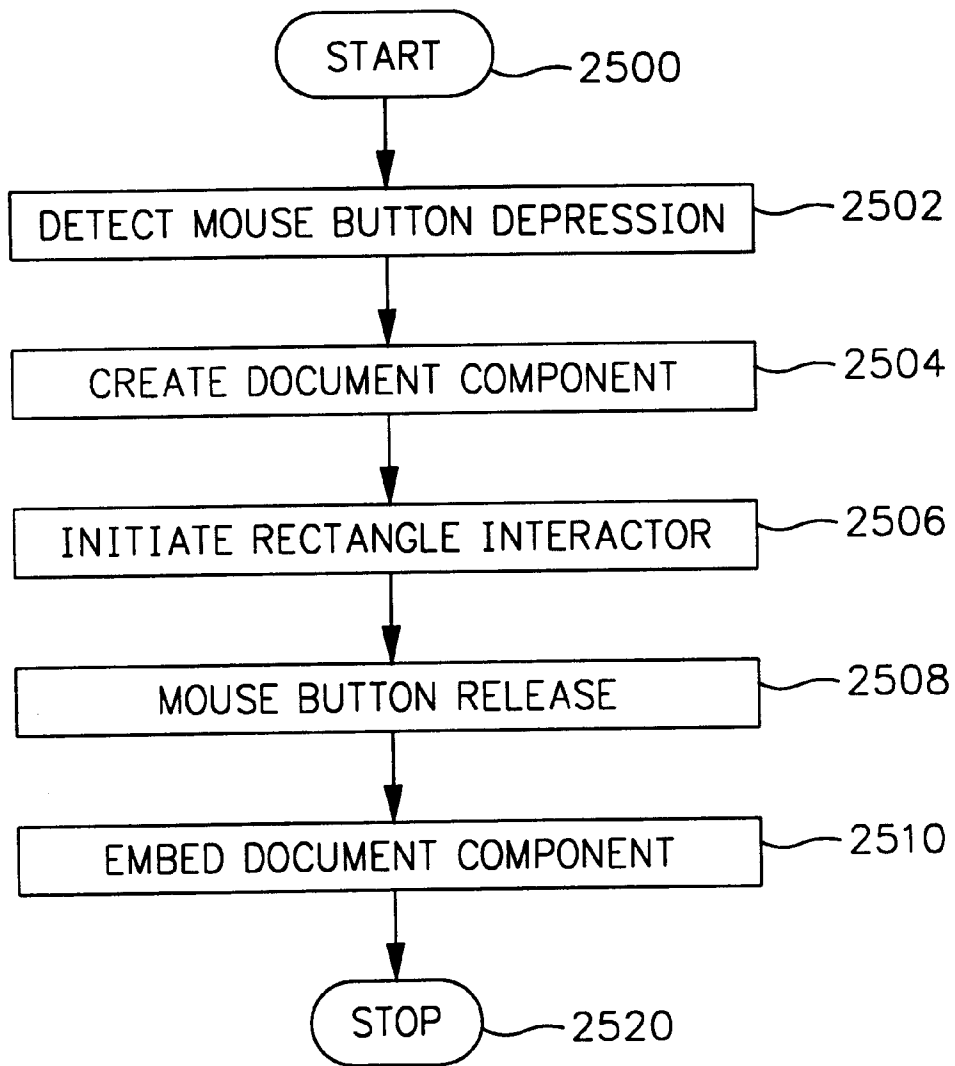 START
2500
DETECT MOUSE BUTTON DEPRESSION
2502
CREATE DOCUMENT COMPONENT
2504
INITIATE RECTANGLE INTERACTOR
2506
MOUSE BUTTON RELEASE
2508
EMBED DOCUMENT COMPONENT
2510
STOP
2520